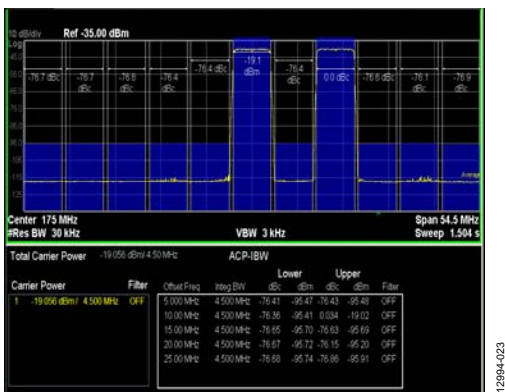 10 dB/div Ref -35.00 dBm
Log
-76.4 dBc -19.1 dBm -76.4 dBc 0.0 dBc -76.6 dBc -76.1 dBc -76.9 dBc
-76.7 dBc -76.7 dBc -76.6 dBc -76.4 dBc
Average
Center 175 MHz Span 54.5 MHz
#Res BW 30 kHz VBW 3 kHz Sweep 1.504 s
Total Carrier Power -19.056 dBm/ 4.50 MHz ACP-IBW
Lower Upper
Carrier Power Filter Offset Freq Integ BW dBc dBm dBc dBm Filter
1 -19.056 dBm / 4.500 MHz OFF 5.000 MHz 4.500 MHz -76.41 -95.47 -76.43 -95.48 OFF
10.00 MHz 4.500 MHz -76.36 -95.41 0.034 -19.02 OFF
15.00 MHz 4.500 MHz -76.65 -95.70 -76.63 -95.69 OFF
20.00 MHz 4.500 MHz -76.67 -95.72 -76.15 -95.20 OFF
25.00 MHz 4.500 MHz -76.68 -95.74 -76.86 -95.91 OFF
12994-023